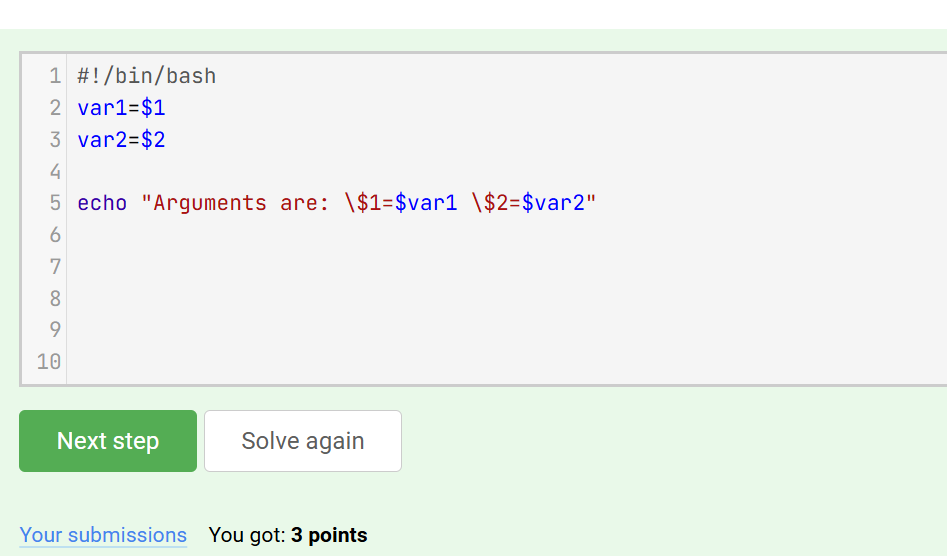 1 #!/bin/bash
2 var1=$1
3 var2=$2
4
5 echo "Arguments are: \$1=$var1 \$2=$var2"
6
7
8
9
10
Next step Solve again
Your submissions You got: 3 points